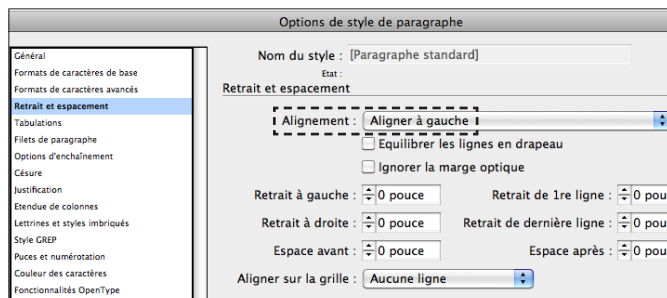 Options de style de paragraphe
Général
Formats de caractères de base
Formats de caractères avancés
Retrait et espacement
Tabulations
Filets de paragraphe
Options d'enchaînement
Césure
Justification
Etendue de colonnes
Lettrines et styles imbriqués
Style GREP
Puces et numérotation
Couleur des caractères
Fonctionnalités OpenType
Nom du style : [Paragraphe standard]
Etat :
Retrait et espacement
Alignement : Aligner à gauche
Equilibrer les lignes en drapeau
Ignorer la marge optique
Retrait à gauche : 0 pouce Retrait de 1re ligne : 0 pou
Retrait à droite : 0 pouce Retrait de dernière ligne : 0 pou
Espace avant : 0 pouce Espace après : 0 pou
Aligner sur la grille : Aucune ligne